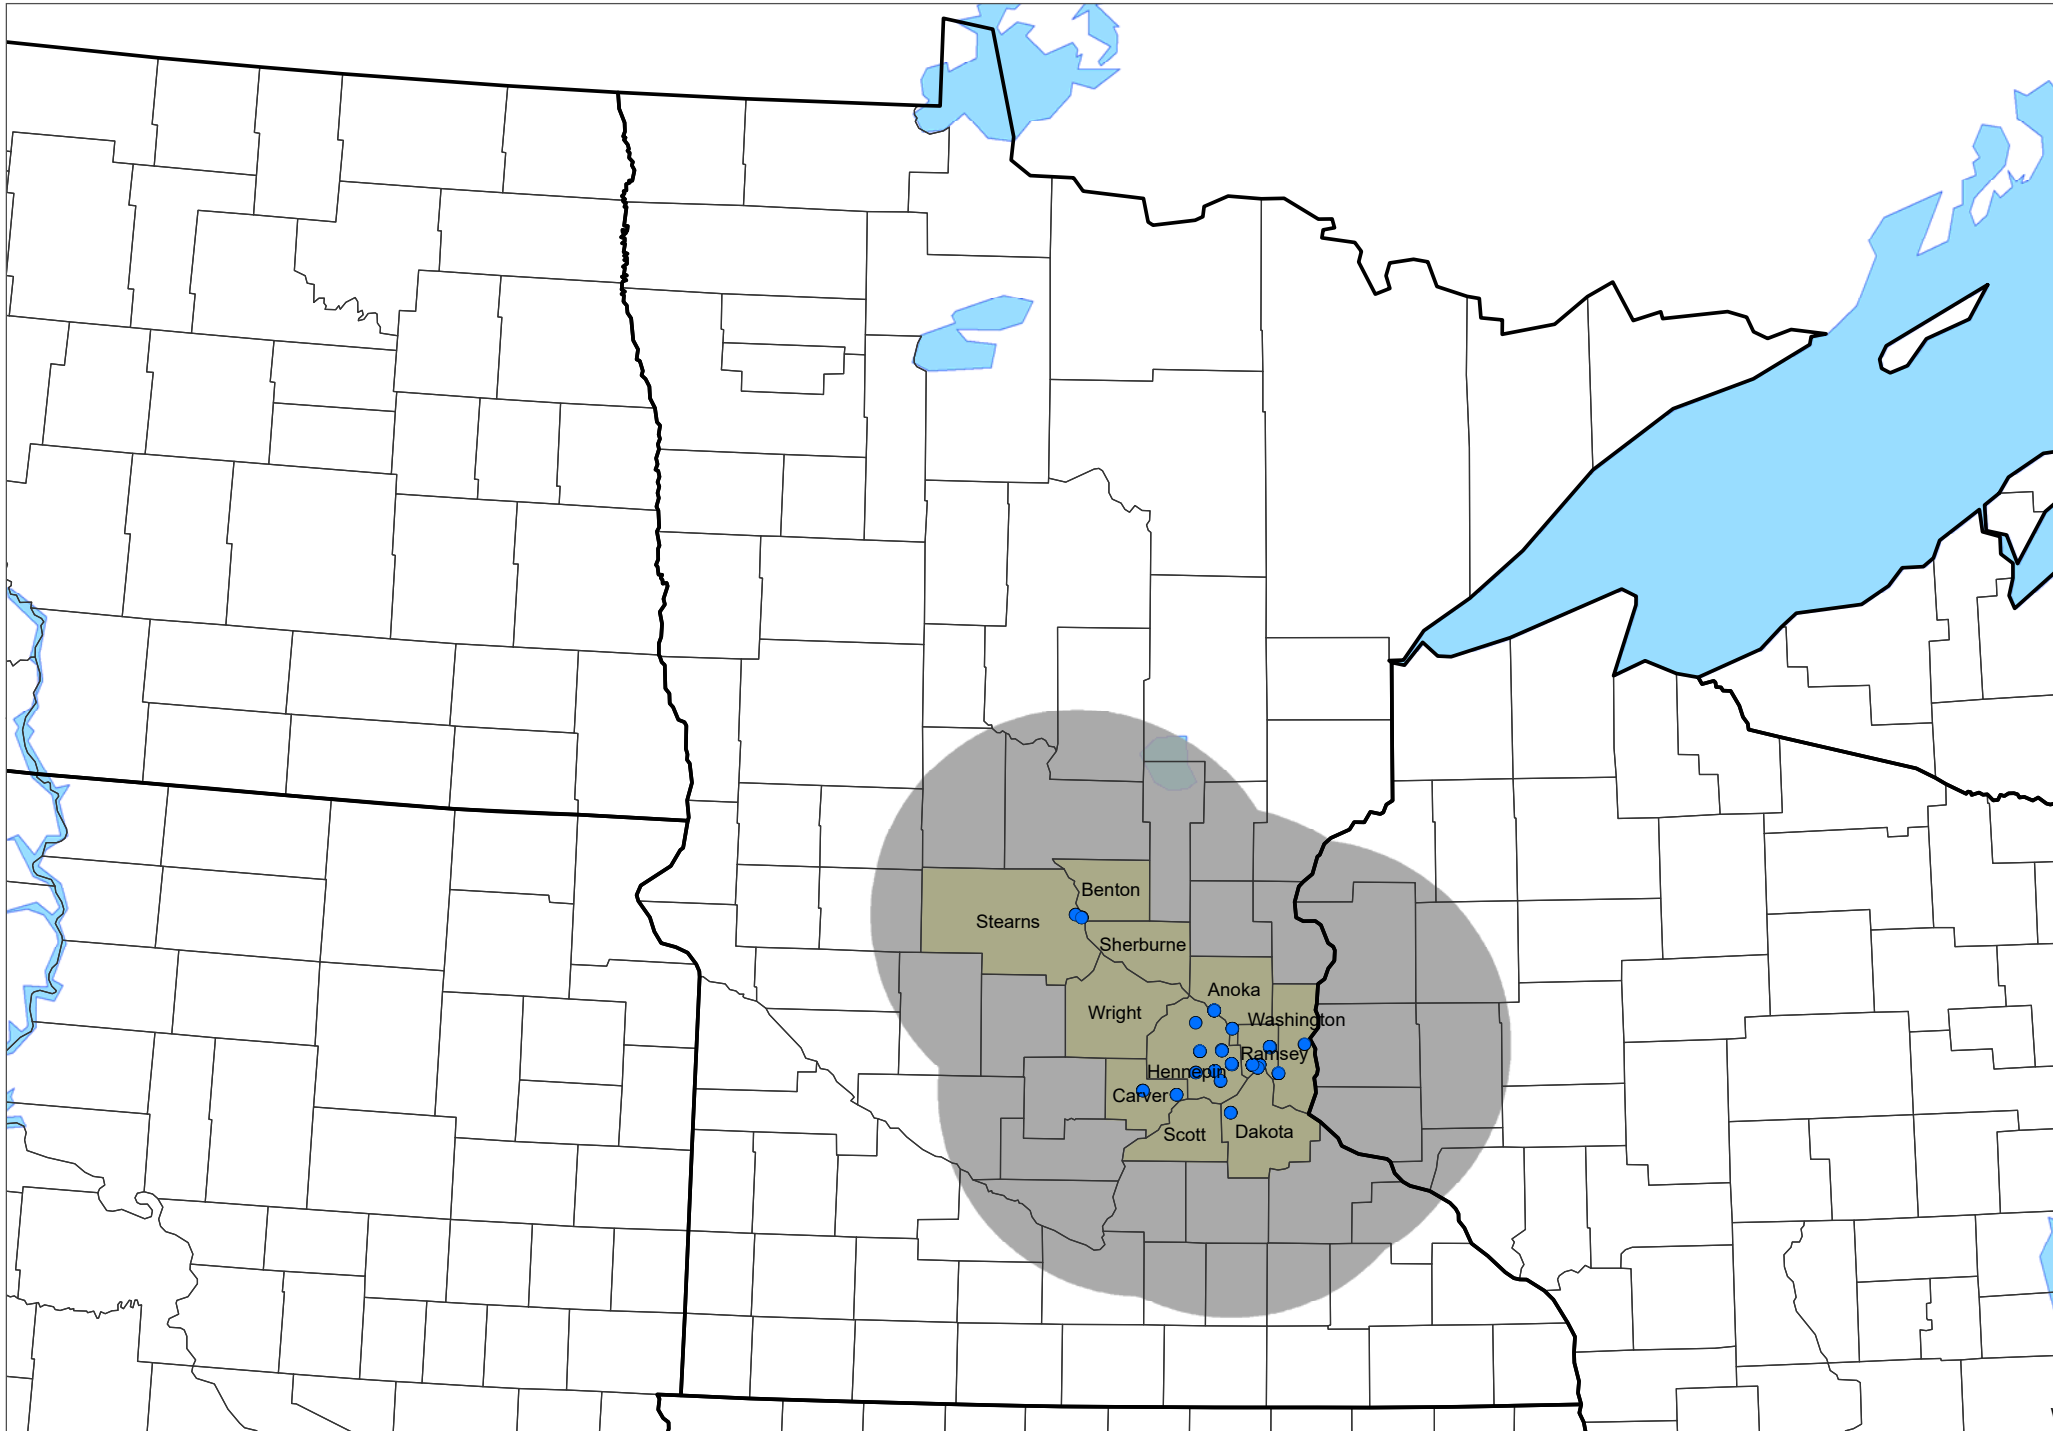 Benton
Stearns
Sherburne
Anoka
Wright
Washington
Ramsey
Hennepin
Carver
Scott
Dakota